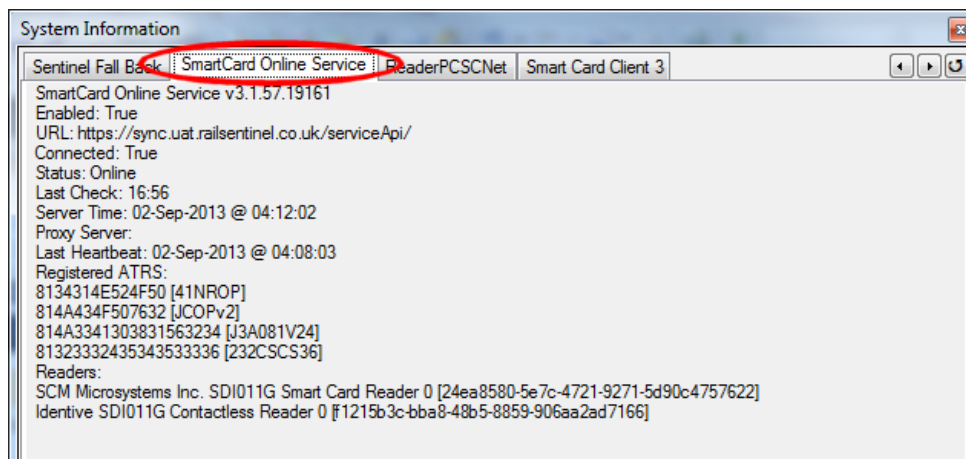 System Information
Sentinel Fall Back SmartCard Online Service ReaderPCSCNet Smart Card Client 3
SmartCard Online Service v3.1.57.19161
Enabled: True
URL: https://sync.uat.railsentinel.co.uk/serviceApi/
Connected: True
Status: Online
Last Check: 16:56
Server Time: 02-Sep-2013 @ 04:12:02
Proxy Server:
Last Heartbeat: 02-Sep-2013 @ 04:08:03
Registered ATRS:
8134314E524F50 [41NROP]
814A434F507632 [JCOPv2]
814A3341303831563234 [J3A081V24]
81323332435343533336 [232CSCS36]
Readers:
SCM Microsystems Inc. SDI011G Smart Card Reader 0 [24ea8580-5e7c-4721-9271-5d90c4757622]
Identive SDI011G Contactless Reader 0 [f1215b3c-bba8-48b5-8859-906aa2ad7166]